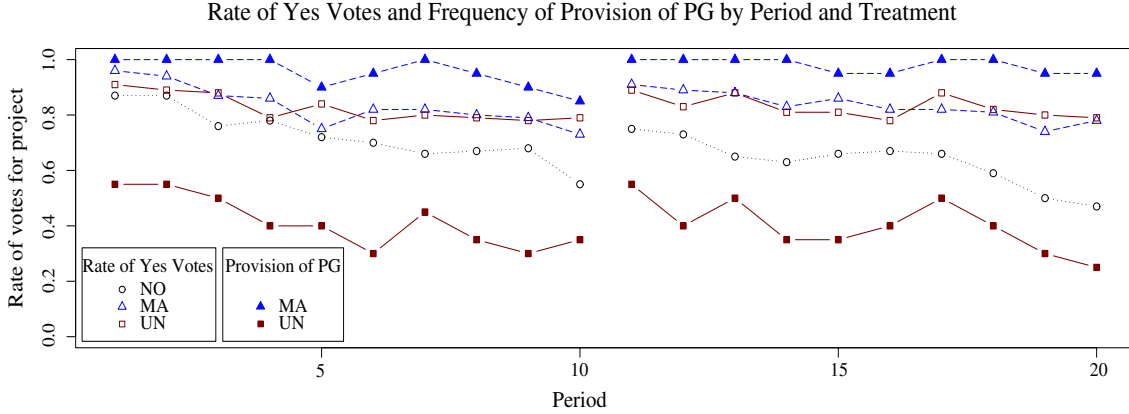 Rate of Yes Votes and Frequency of Provision of PG by Period and Treatment
Rate of votes for project
1.0
0.8
0.6
0.4
0.2
0.0
Rate of Yes Votes
NO
MA
UN
Provision of PG
MA
UN
5
10
15
20
Period